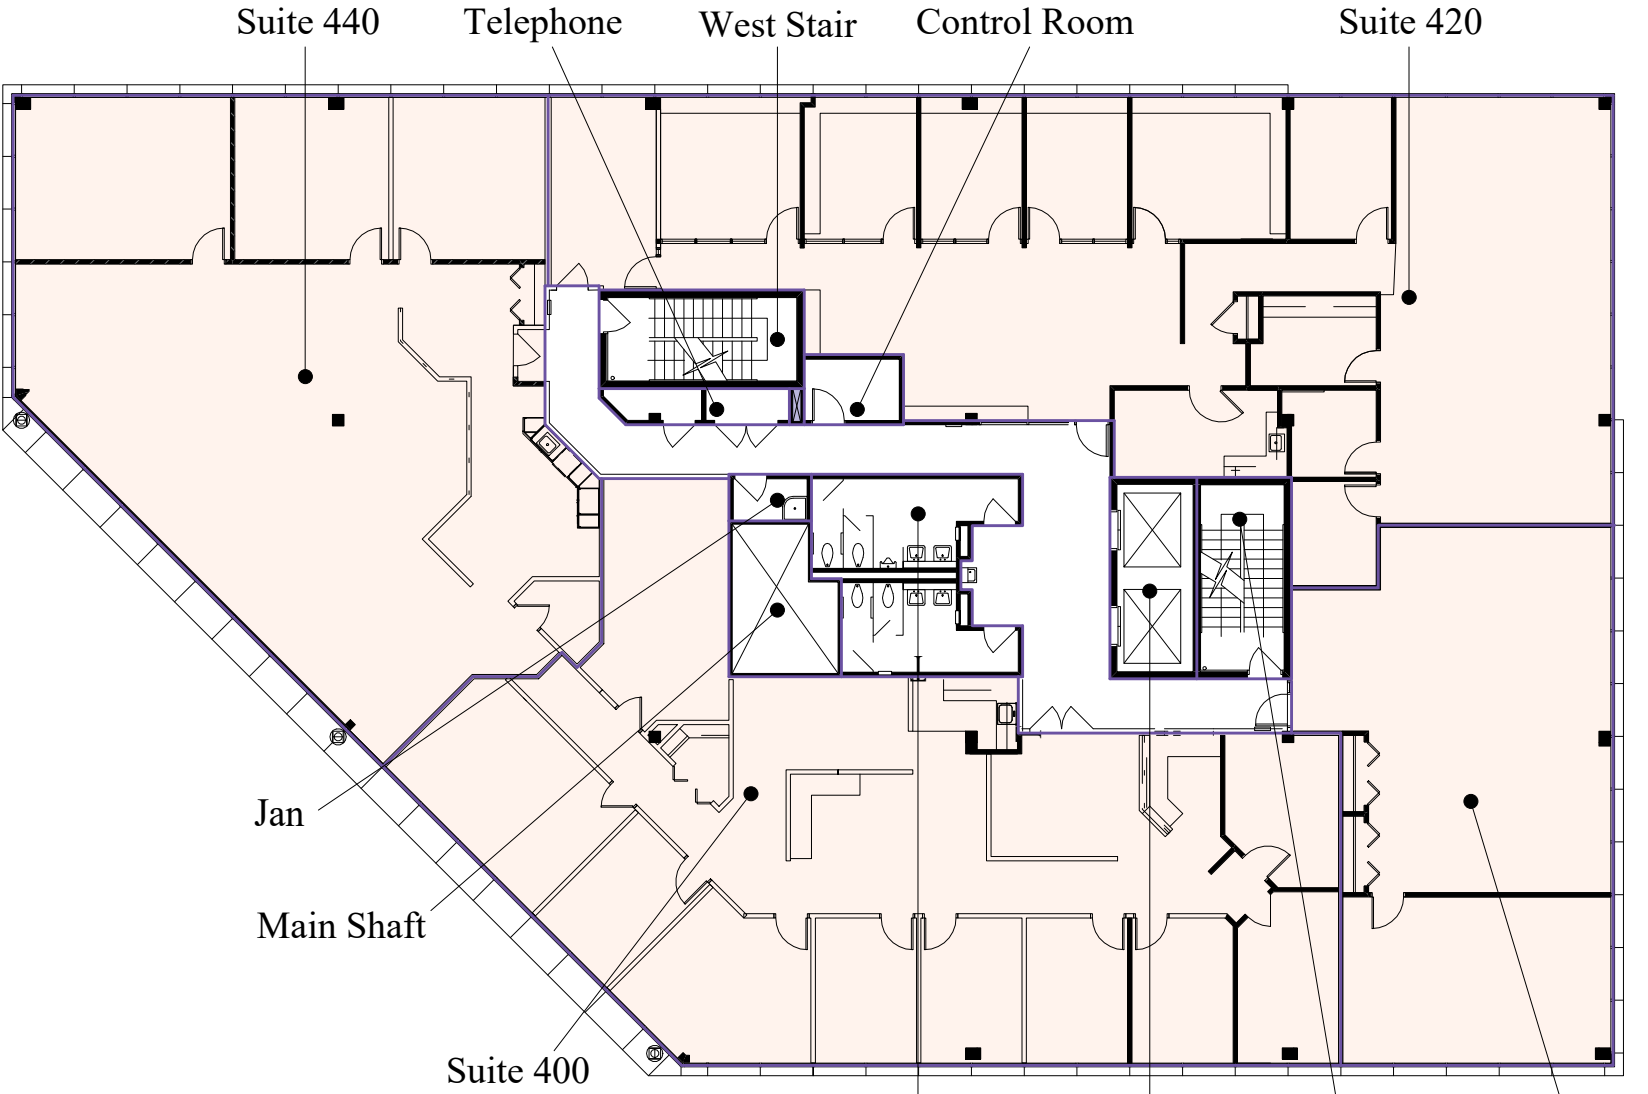 Suite 440
Telephone
West Stair
Control Room
Suite 420
Jan
Main Shaft
Suite 400